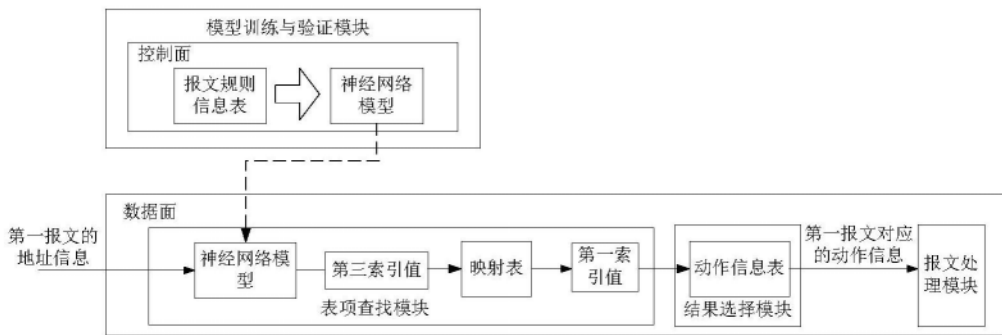 模型训练与验证模块
控制面
报文规则
信息表
神经网络
模型
数据面
第一报文的
地址信息
神经网络模
型
第三索引值
映射表
第一索
引值
表项查找模块
动作信息表
结果选择模块
第一报文对应
的动作信息
报文处
理模块